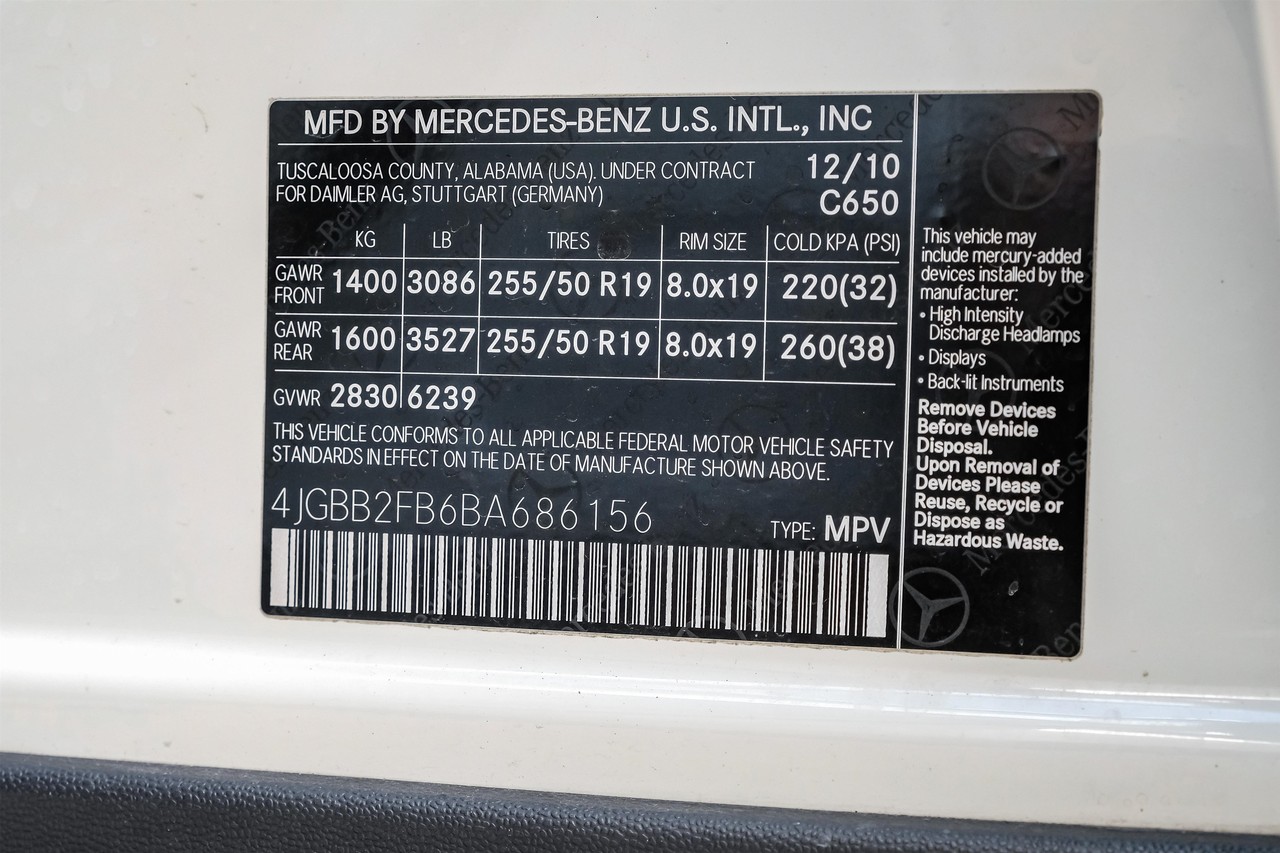 MFD BY MERCEDES-BENZ U.S. INTL., INC
TUSCALOOSA COUNTY, ALABAMA (USA). UNDER CONTRACT
FOR DAIMLER AG, STUTTGART (GERMANY)
12/10
C650
KG LB TIRES RIM SIZE COLD KPA (PSI)
GAWR FRONT 1400 3086 255/50 R19 8.0x19 220(32)
GAWR REAR 1600 3527 255/50 R19 8.0x19 260(38)
GVWR 2830 6239
THIS VEHICLE CONFORMS TO ALL APPLICABLE FEDERAL MOTOR VEHICLE SAFETY
STANDARDS IN EFFECT ON THE DATE OF MANUFACTURE SHOWN ABOVE.
4JGBB2FB6BA686156
TYPE: MPV
This vehicle may
include mercury-added
devices installed by the
manufacturer:
• High Intensity
Discharge Headlamps
• Displays
• Back-lit Instruments
Remove Devices
Before Vehicle
Disposal.
Upon Removal of
Devices Please
Reuse, Recycle or
Dispose as
Hazardous Waste.